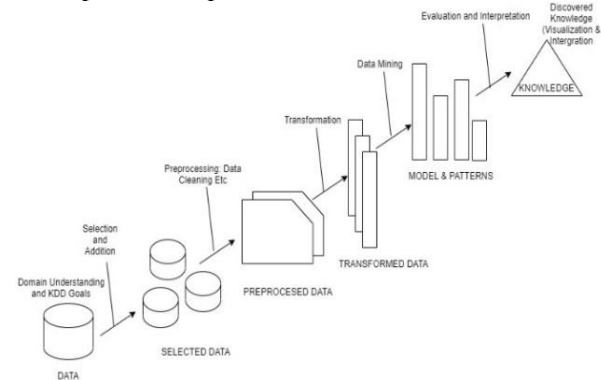 Discovered
Knowledge
(Visualization &
Intergration
Evaluation and Interpretation
KNOWLEDGE
Data Mining
MODEL & PATTERNS
Transformation
TRANSFORMED DATA
Preprocessing: Data
Cleaning Etc
PREPROCESED DATA
Selection
and
Addition
SELECTED DATA
Domain Understanding
and KDD Goals
DATA